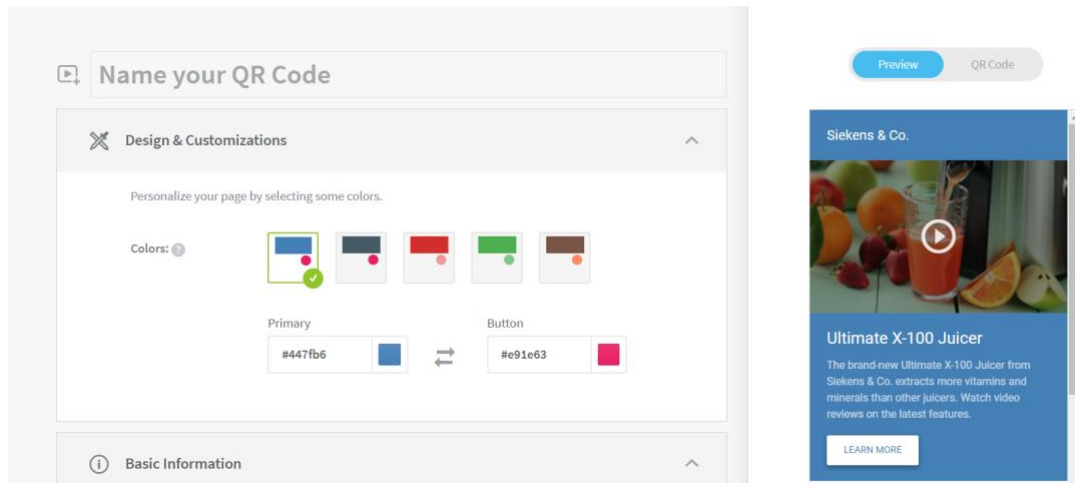 Name your QR Code
Design & Customizations
Personalize your page by selecting some colors.
Colors: ?
Primary
Button
#447fb6
#e91e63
Basic Information
Preview
QR Code
Siekens & Co.
Ultimate X-100 Juicer
The brand-new Ultimate X-100 Juicer from
Siekens & Co. extracts more vitamins and
minerals than other juicers. Watch video
reviews on the latest features.
LEARN MORE